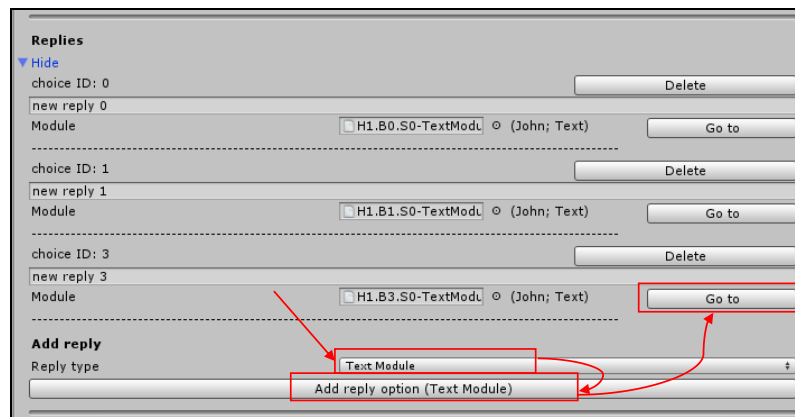 Replies
Hide
choice ID: 0 Delete
new reply 0
Module H1.B0.S0-TextModu (John; Text) Go to
choice ID: 1 Delete
new reply 1
Module H1.B1.S0-TextModu (John; Text) Go to
choice ID: 3 Delete
new reply 3
Module H1.B3.S0-TextModu (John; Text) Go to
Add reply
Reply type Text Module
Add reply option (Text Module)